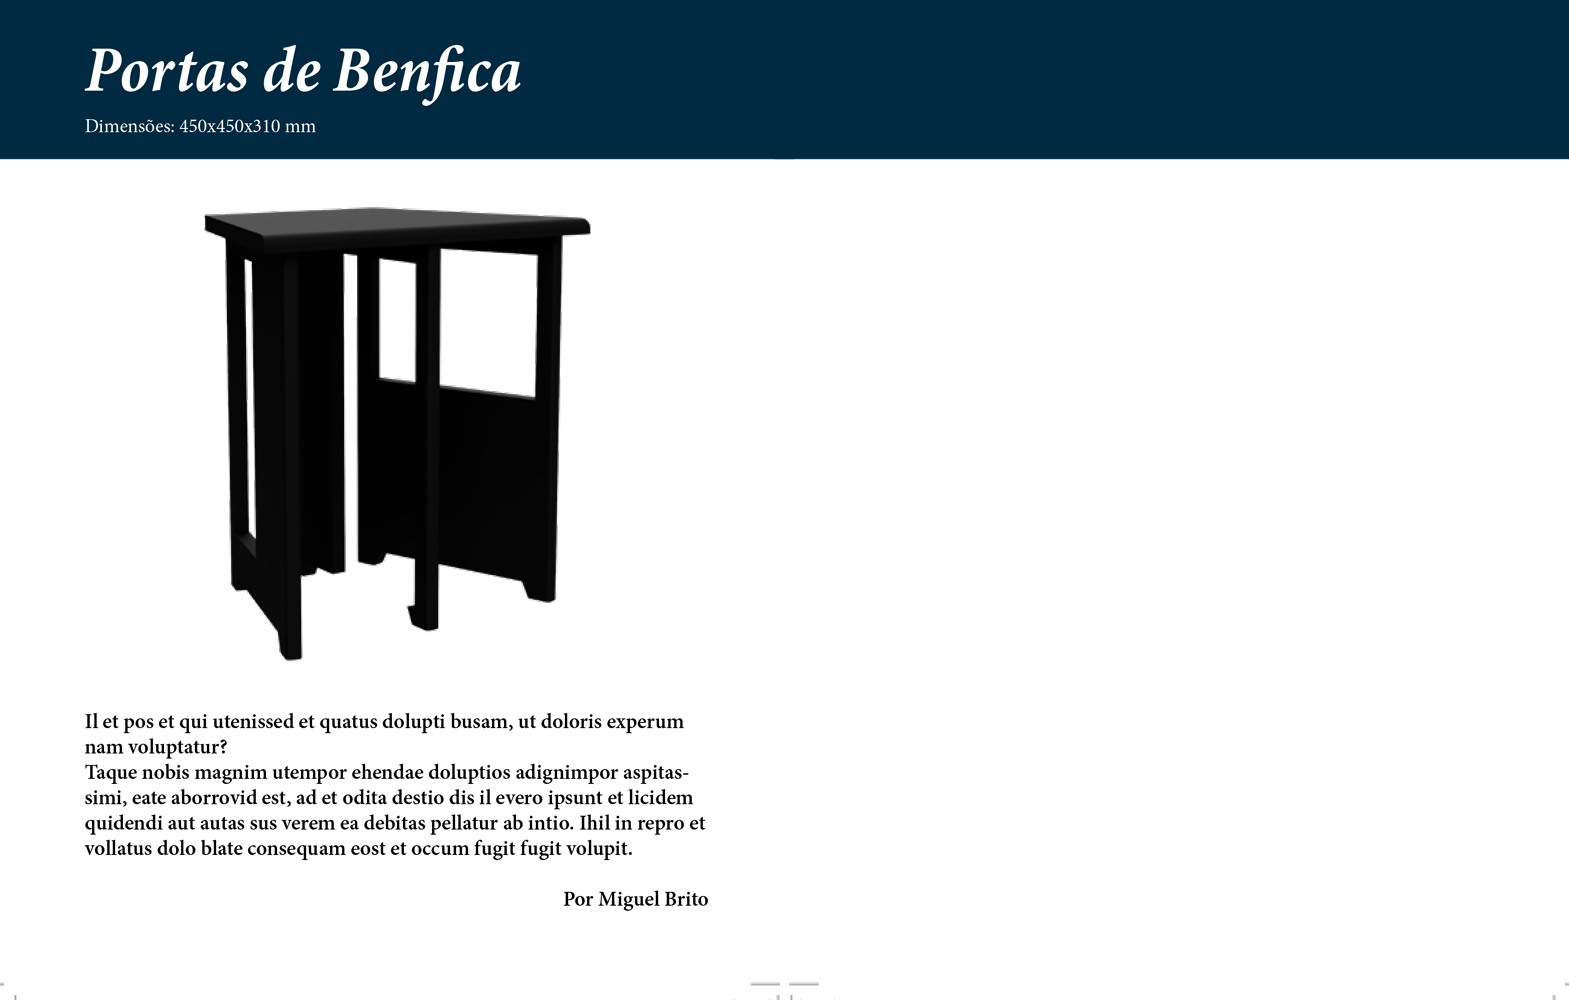 Portas de Benfica
Dimensões: 450x450x310 mm
Il et pos et qui utenissed et quatus dolupti busam, ut doloris experum
nam voluptatur?
Taque nobis magnim utempor ehendae doluptios adignimpor aspitas-
simi, eate aborrovid est, ad et odita destio dis il evero ipsunt et licidem
quidendi aut autas sus verem ea debitas pellatur ab intio. Ihil in repro et
vollatus dolo blate consequam eost et occum fugit fugit volupit.
Por Miguel Brito